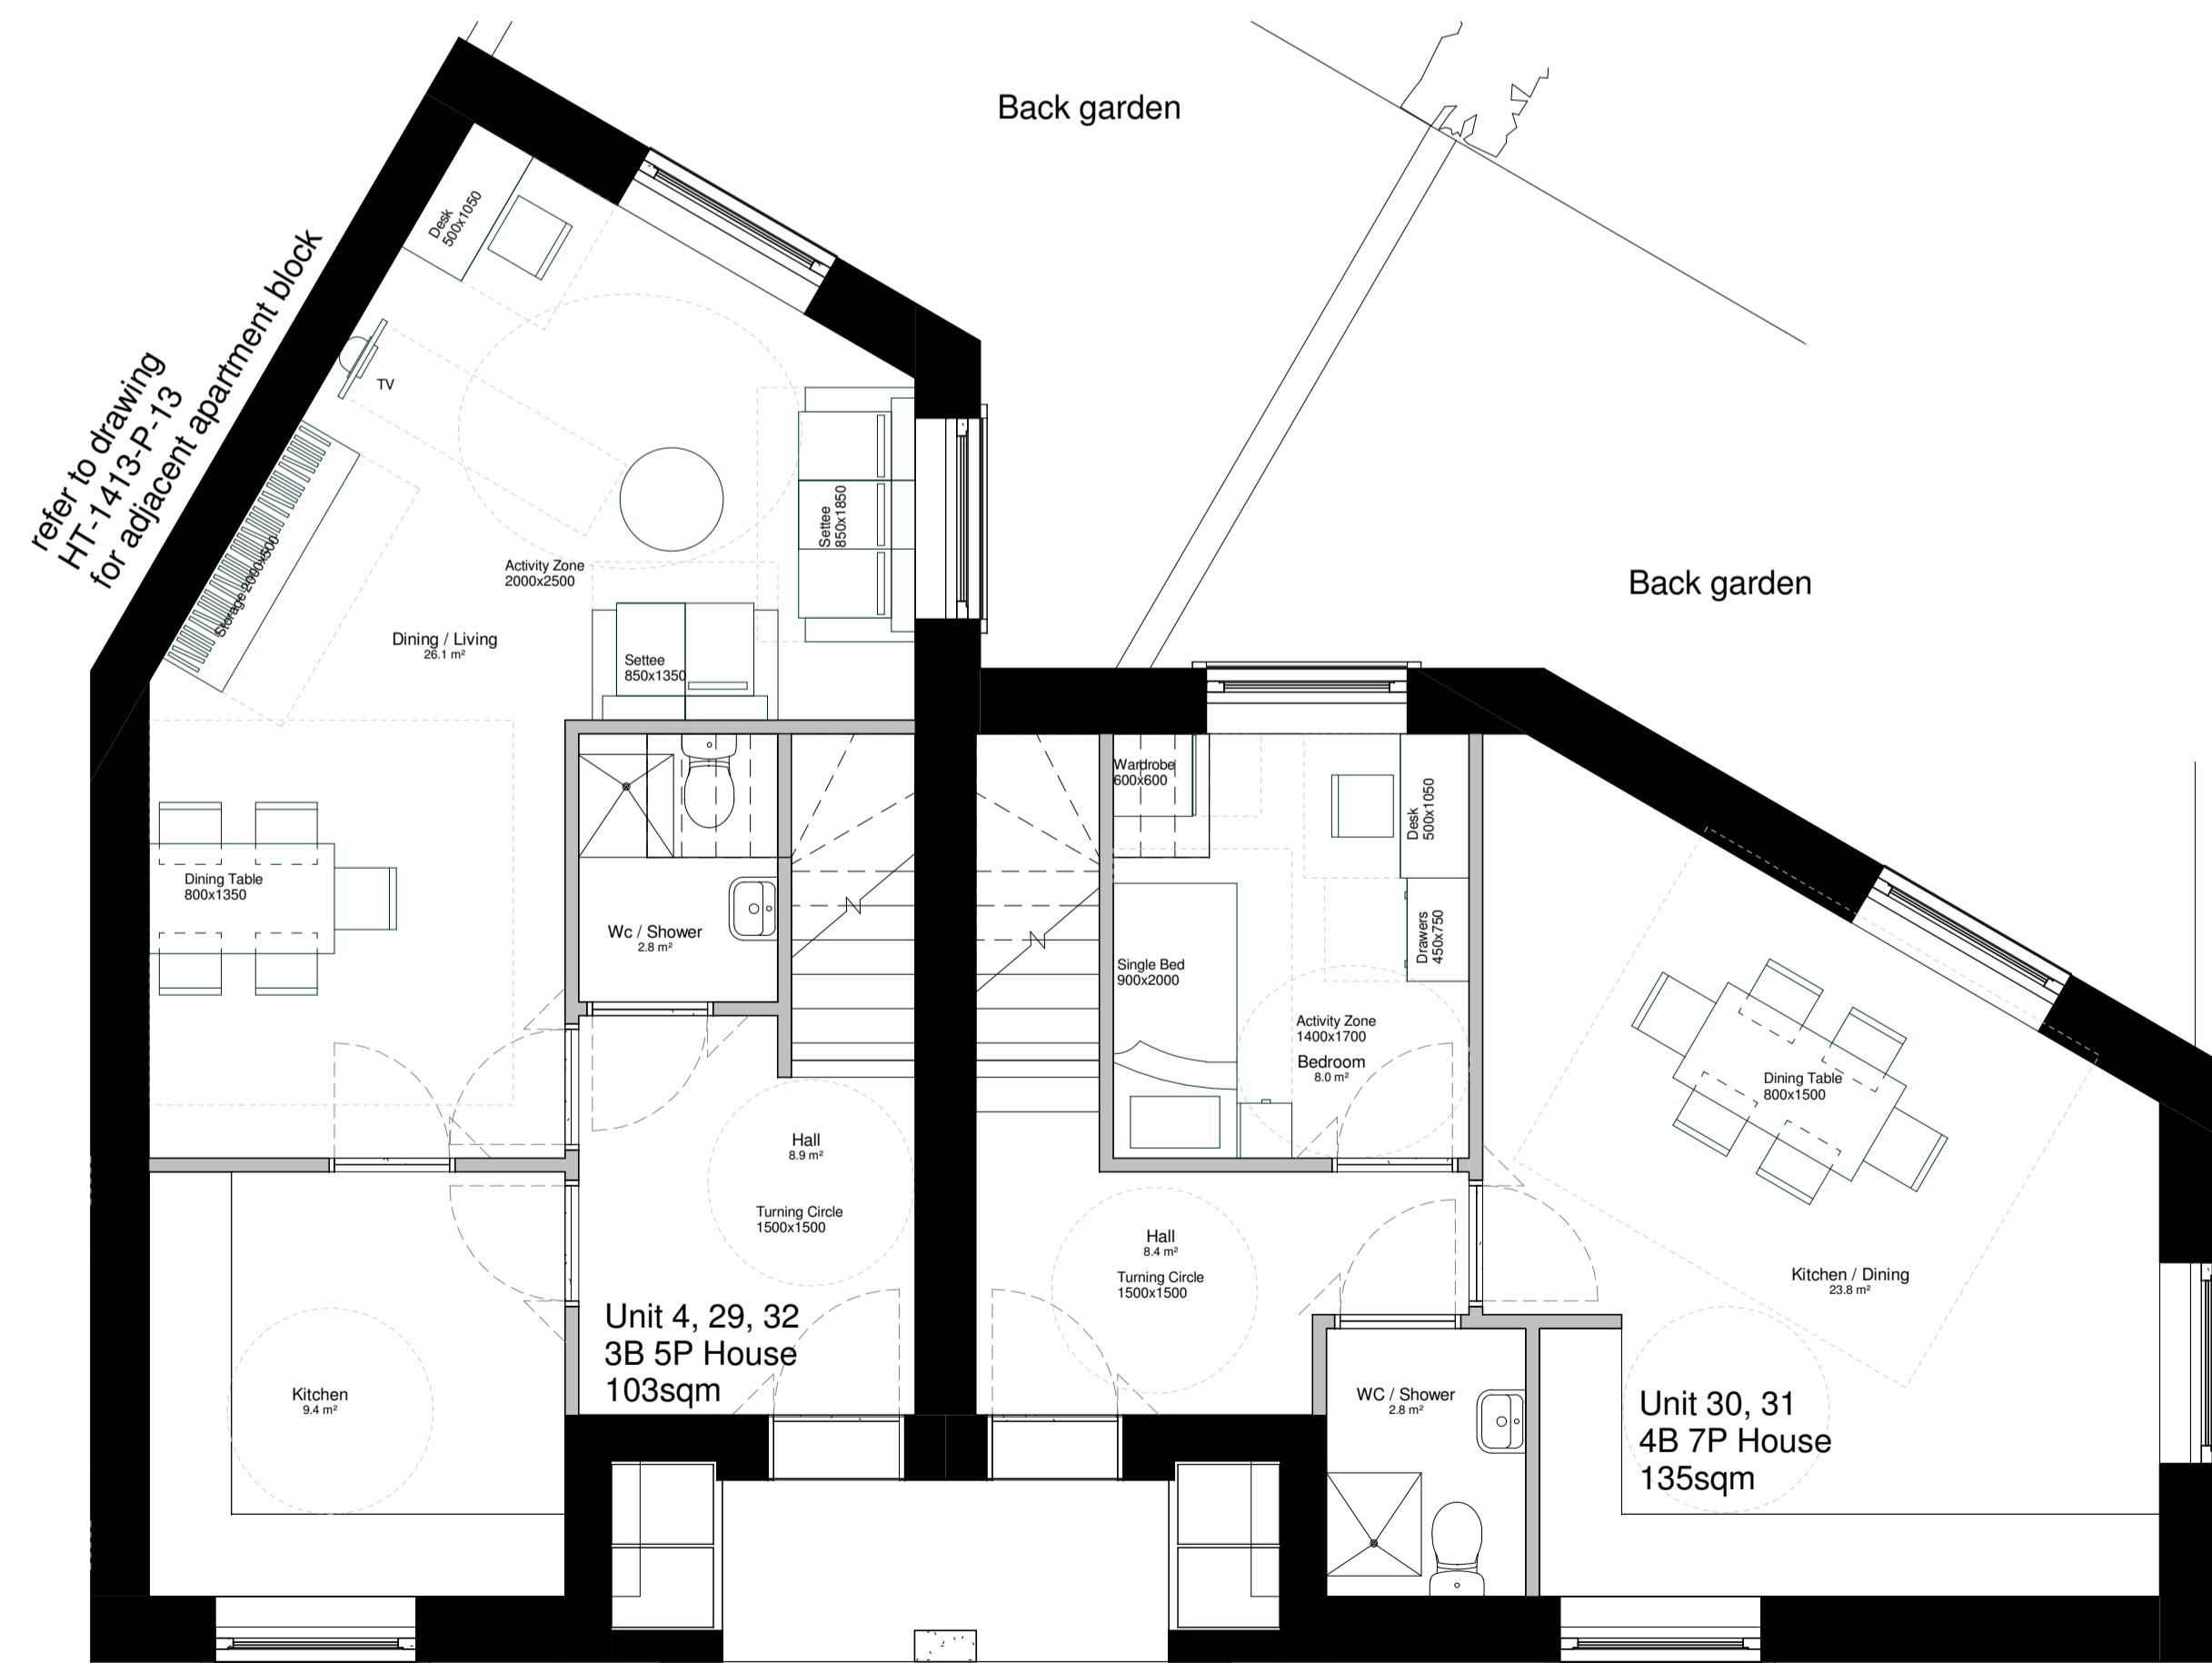 Back garden
refer to drawing
HT-1413-P-13
for adjacent apartment block
Desk
500x1050
TV
Storage 2000x500
Settee
850x1850
Activity Zone
2000x2500
Dining / Living
26.1 m²
Settee
850x1350
Back garden
Dining Table
800x1350
Wc / Shower
2.8 m²
Wardrobe
600x600
Desk
500x1050
Drawers
450x750
Single Bed
900x2000
Activity Zone
1400x1700
Bedroom
8.0 m²
Dining Table
800x1500
Hall
8.9 m²
Turning Circle
1500x1500
Hall
8.4 m²
Turning Circle
1500x1500
Kitchen / Dining
23.8 m²
Unit 4, 29, 32
3B 5P House
103sqm
Kitchen
9.4 m²
WC / Shower
2.8 m²
Unit 30, 31
4B 7P House
135sqm